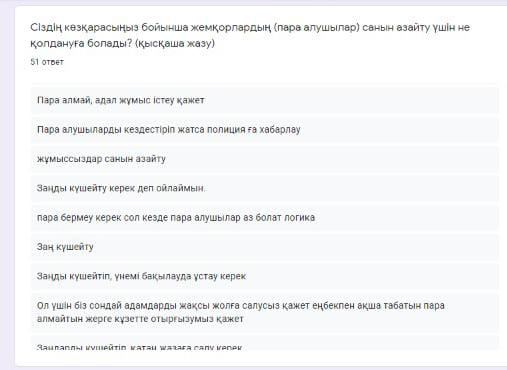 Сіздің көзқарасыңыз бойынша жемқорлардың (пара алушылар) санын азайту үшін не
қолдануға болады? (қысқаша жазу)
51 ответ
Пара алмай, адал жұмыс істеу қажет
Пара алушыларды кездестіріп жатса полиция ға хабарлау
жұмыссыздар санын азайту
Заңды күшейту керек деп ойлаймын.
пара бермеу керек сол кезде пара алушылар аз болат логика
Заң күшейту
Заңды күшейтіп, үнемі бақылауда ұстау керек
Ол үшін біз сондай адамдарды жақсы жолға салусыз қажет еңбекпен ақша табатын пара
алмайтын жерге күзетте отырғызумыз қажет
Заңдарды күшейтіп, қатаң жазаға салу керек